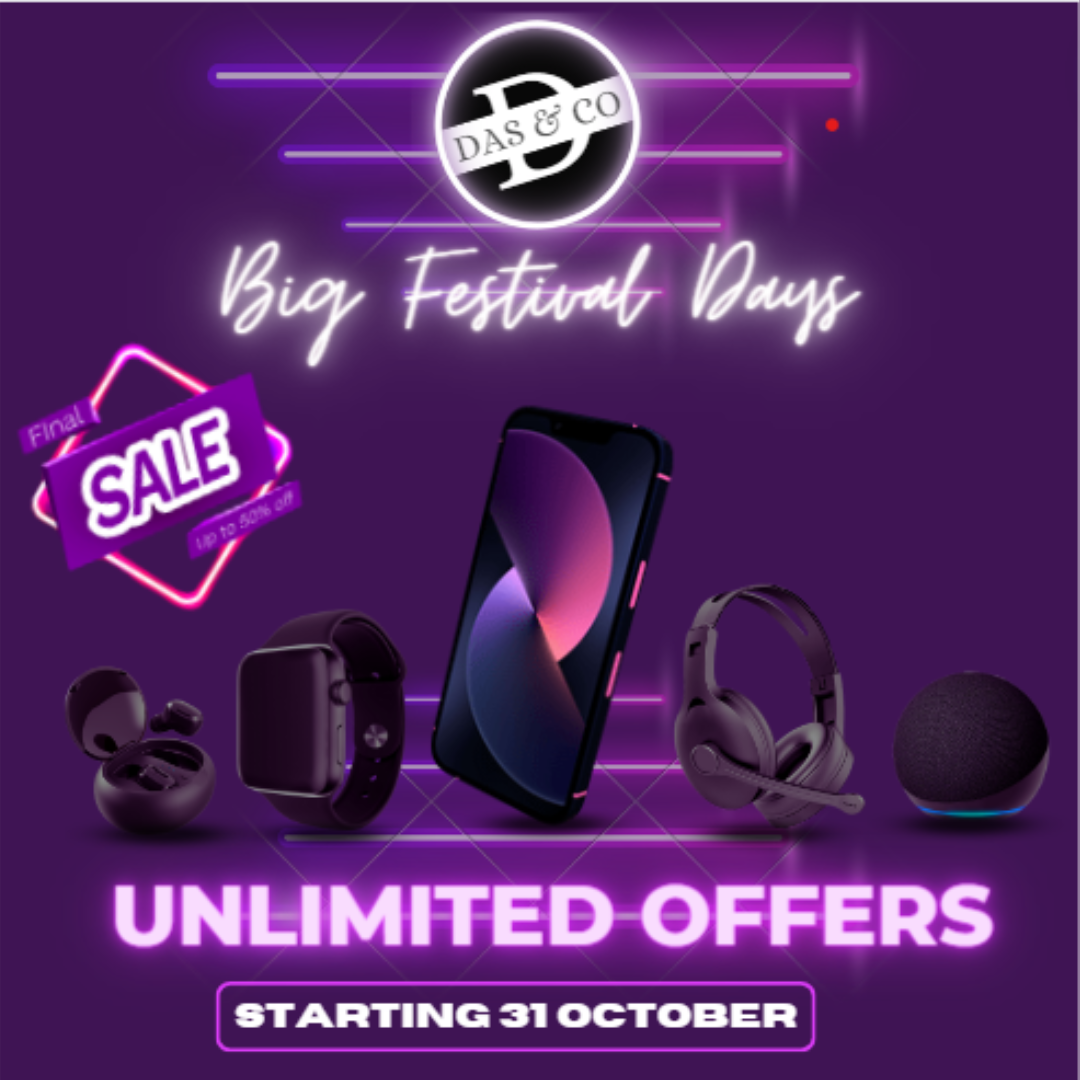 D
DAS & CO
Big Festival Days
Final
SALE
Up to 50% off
UNLIMITED OFFERS
STARTING 31 OCTOBER